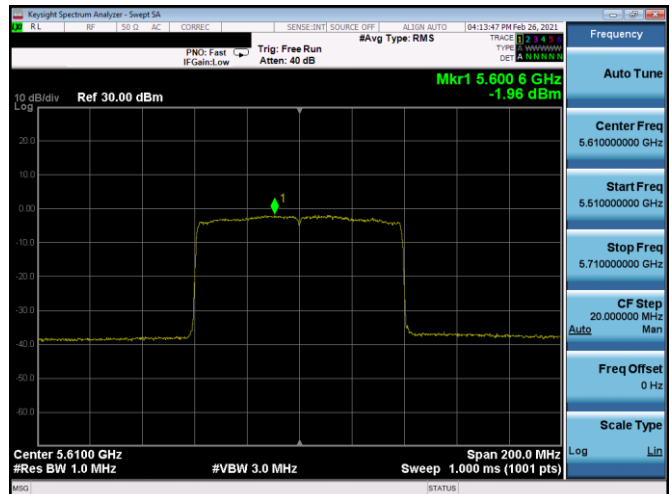 Keysight Spectrum Analyzer - Swept SA
RL RF 50 Ω AC CORREC SENSE:INT SOURCE OFF ALIGN AUTO 04:13:47 PM Feb 26, 2021
#Avg Type: RMS
TRACE 1 2 3 4 5 6
PNO: Fast Trig: Free Run
TYPE A WWWWW
IFGain:Low Atten: 40 dB
DET A N N N N N
Mkr1 5.600 6 GHz
-1.96 dBm
10 dB/div Ref 30.00 dBm
Log
20.0
10.0
0.00
1
-10.0
-20.0
-30.0
-40.0
-50.0
-60.0
Center 5.6100 GHz Span 200.0 MHz
#Res BW 1.0 MHz #VBW 3.0 MHz Sweep 1.000 ms (1001 pts)
MSG STATUS
Frequency
Auto Tune
Center Freq
5.610000000 GHz
Start Freq
5.510000000 GHz
Stop Freq
5.710000000 GHz
CF Step
20.000000 MHz
Auto Man
Freq Offset
0 Hz
Scale Type
Log Lin